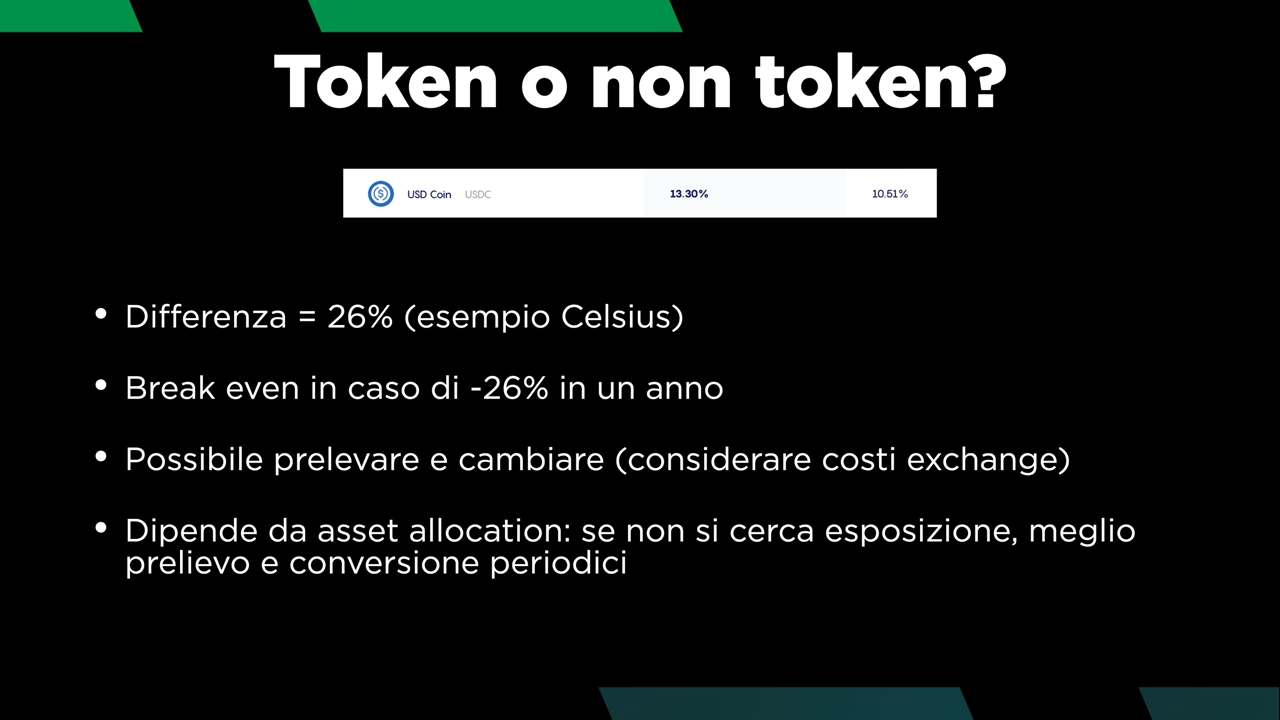 Token o non token?
USD Coin USDC 13.30% 10.51%
• Differenza = 26% (esempio Celsius)
• Break even in caso di -26% in un anno
• Possibile prelevare e cambiare (considerare costi exchange)
• Dipende da asset allocation: se non si cerca esposizione, meglio
prelievo e conversione periodici